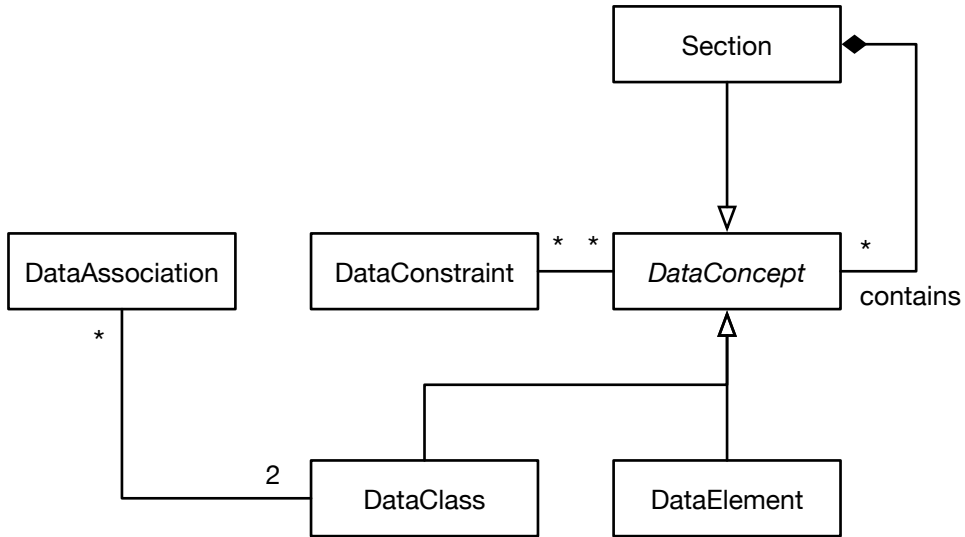 Section
* * *
DataAssociation
DataConstraint
DataConcept
contains
*
2
DataClass
DataElement